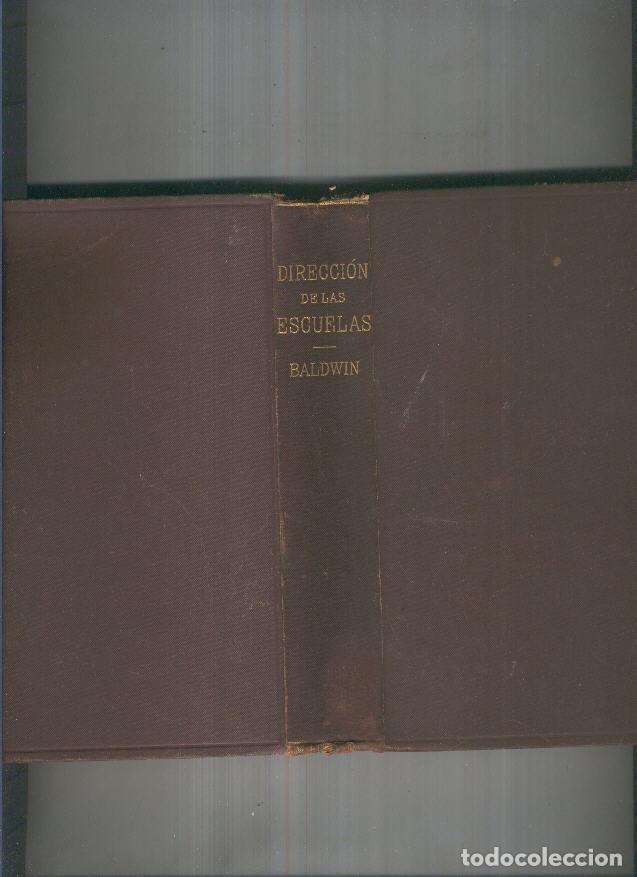 DIRECCIÓN
DE LAS
ESCUELAS
BALDWIN
todocoleccion